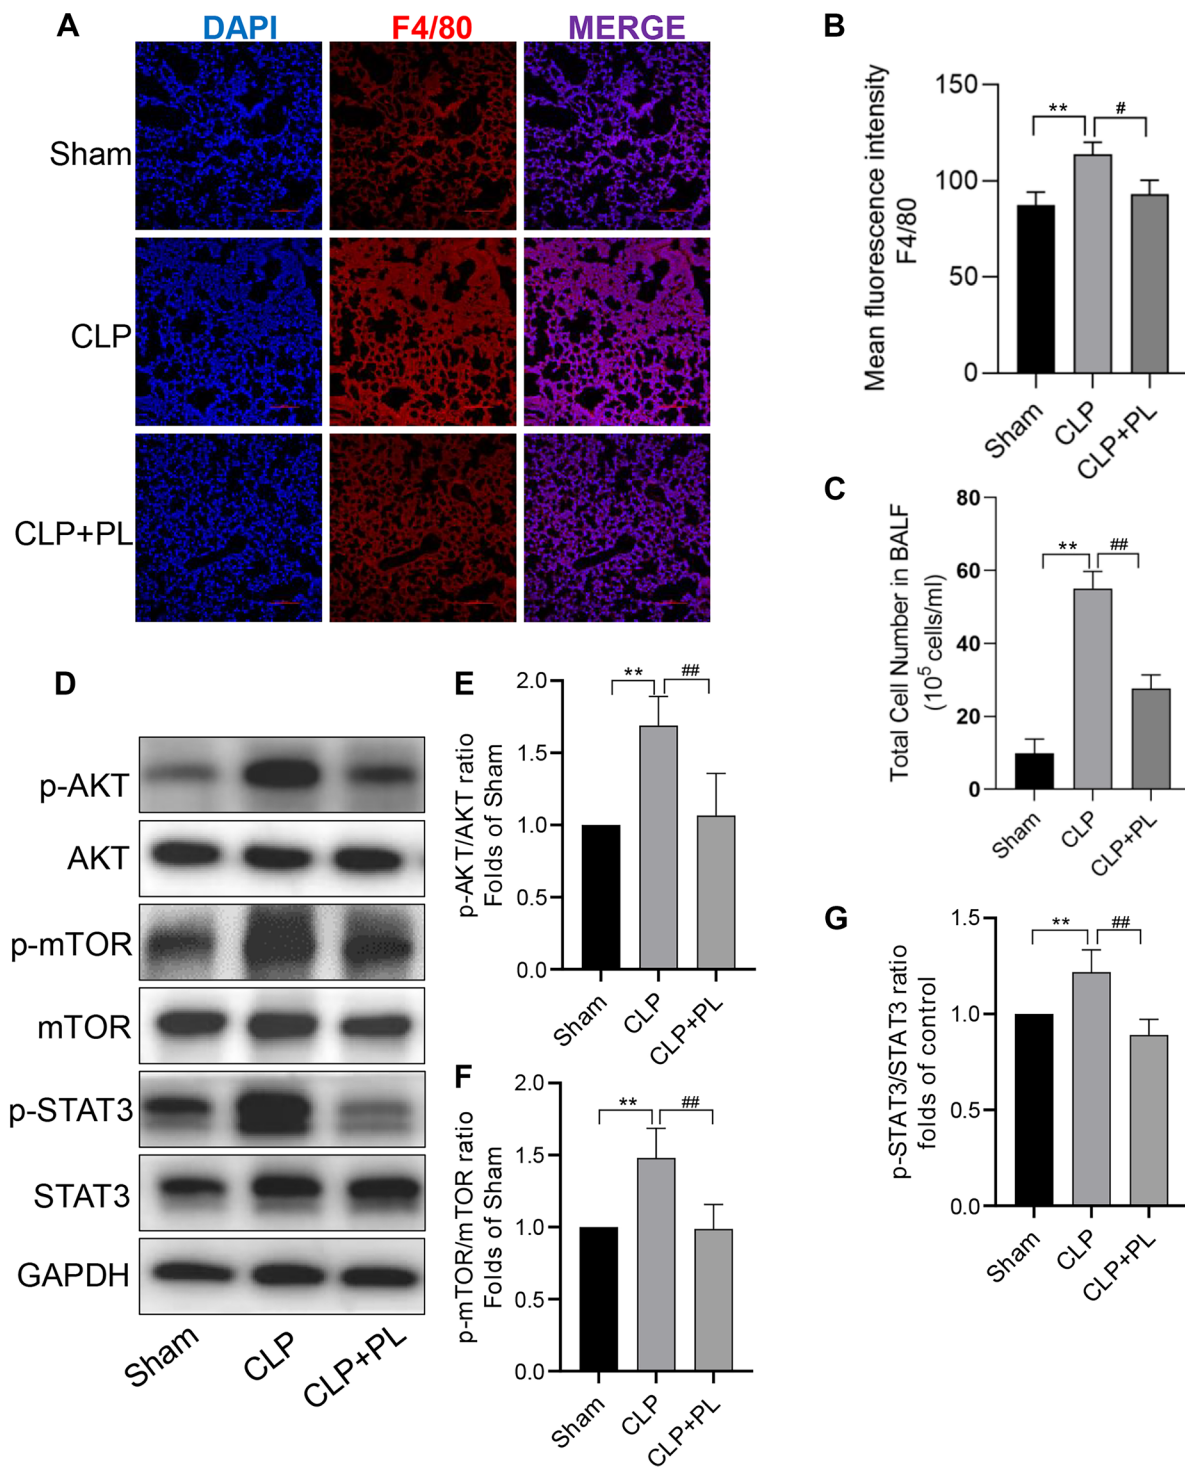 A
DAPI
F4/80
MERGE
Sham
CLP
CLP+PL
B
Mean fluorescence intensity
F4/80
150
100
50
0
**
#
Sham
CLP
CLP+PL
C
Total Cell Number in BALF
(10⁵ cells/ml)
80
60
40
20
0
**
##
Sham
CLP
CLP+PL
D
p-AKT
AKT
p-mTOR
mTOR
p-STAT3
STAT3
GAPDH
Sham
CLP
CLP+PL
E
p-AKT/AKT ratio
Folds of Sham
2.0
1.5
1.0
0.5
0.0
**
##
Sham
CLP
CLP+PL
F
p-mTOR/mTOR ratio
Folds of Sham
2.0
1.5
1.0
0.5
0.0
**
##
Sham
CLP
CLP+PL
G
p-STAT3/STAT3 ratio
folds of control
1.5
1.0
0.5
0.0
**
##
Sham
CLP
CLP+PL